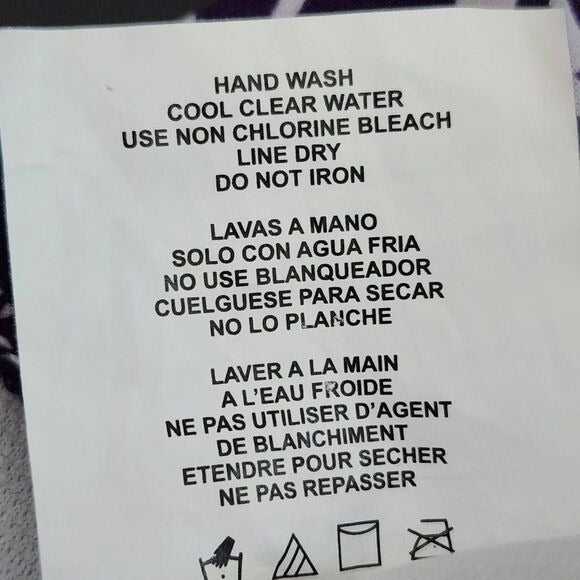 HAND WASH
COOL CLEAR WATER
USE NON CHLORINE BLEACH
LINE DRY
DO NOT IRON
LAVAS A MANO
SOLO CON AGUA FRIA
NO USE BLANQUEADOR
CUELGUESE PARA SECAR
NO LO PLANCHE
LAVER A LA MAIN
A L'EAU FROIDE
NE PAS UTILISER D'AGENT
DE BLANCHIMENT
ETENDRE POUR SECHER
NE PAS REPASSER